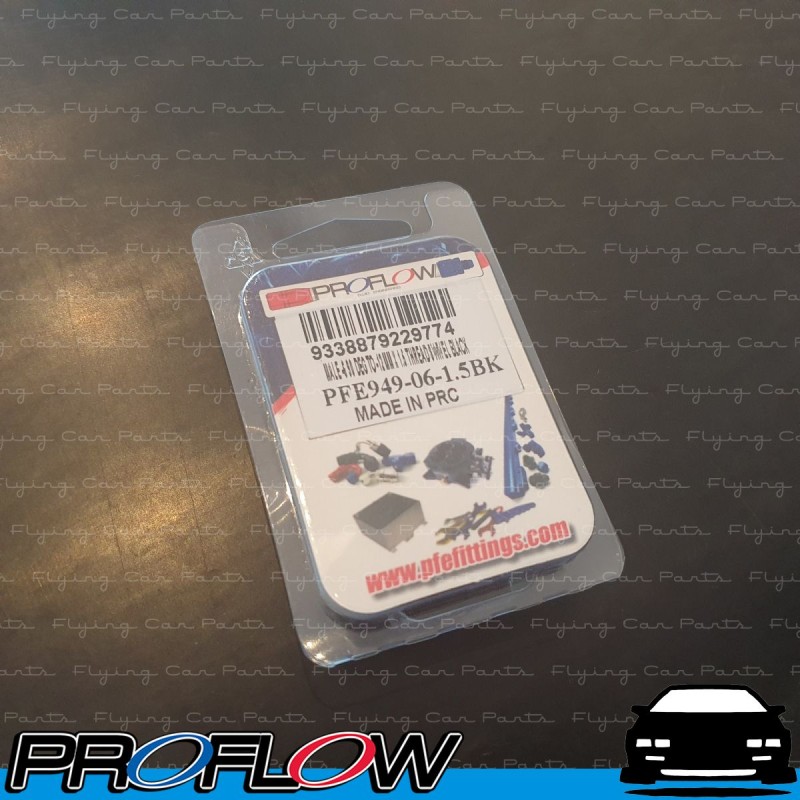 Flying Car Parts
PROFLOW
9338879229774
PFE949-06-1.5BK
MADE IN PRC
www.pfefittings.com
PROFLOW